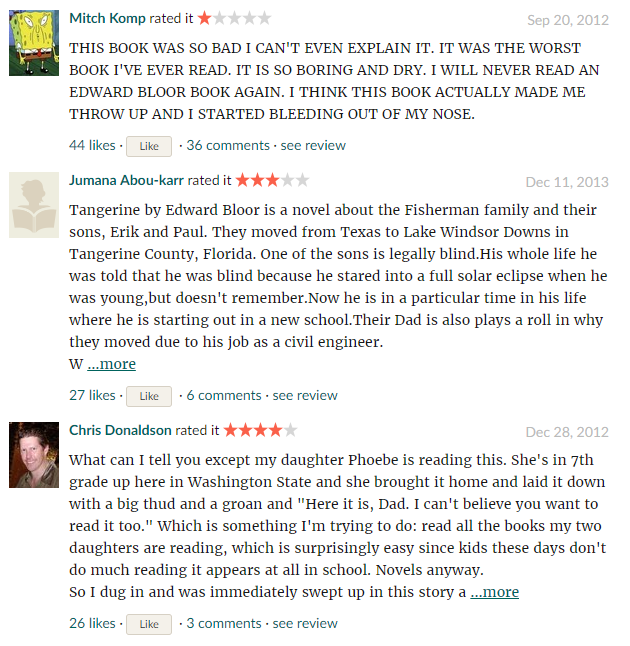 Mitch Komp rated it
Sep 20, 2012
THIS BOOK WAS SO BAD I CAN'T EVEN EXPLAIN IT. IT WAS THE WORST
BOOK I'VE EVER READ. IT IS SO BORING AND DRY. I WILL NEVER READ AN
EDWARD BLOOR BOOK AGAIN. I THINK THIS BOOK ACTUALLY MADE ME
THROW UP AND I STARTED BLEEDING OUT OF MY NOSE.
44 likes · Like · 36 comments · see review
Jumana Abou-karr rated it
Dec 11, 2013
Tangerine by Edward Bloor is a novel about the Fisherman family and their
sons, Erik and Paul. They moved from Texas to Lake Windsor Downs in
Tangerine County, Florida. One of the sons is legally blind.His whole life he
was told that he was blind because he stared into a full solar eclipse when he
was young,but doesn't remember.Now he is in a particular time in his life
where he is starting out in a new school.Their Dad is also plays a roll in why
they moved due to his job as a civil engineer.
W ...more
27 likes · Like · 6 comments · see review
Chris Donaldson rated it
Dec 28, 2012
What can I tell you except my daughter Phoebe is reading this. She's in 7th
grade up here in Washington State and she brought it home and laid it down
with a big thud and a groan and "Here it is, Dad. I can't believe you want to
read it too." Which is something I'm trying to do: read all the books my two
daughters are reading, which is surprisingly easy since kids these days don't
do much reading it appears at all in school. Novels anyway.
So I dug in and was immediately swept up in this story a ...more
26 likes · Like · 3 comments · see review